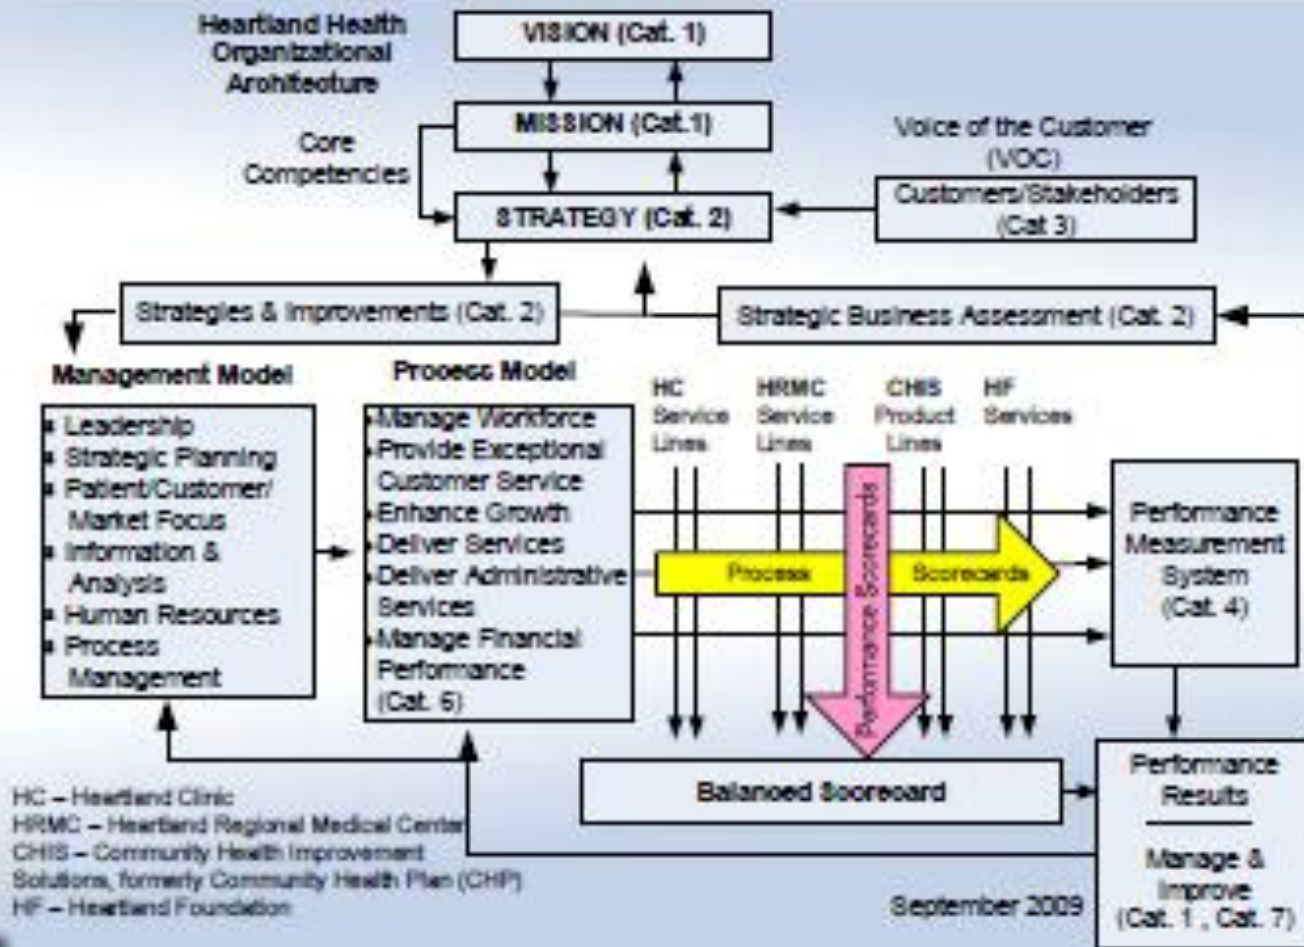 Heartland Health
Organizational
Architecture
VISION (Cat. 1)
MISSION (Cat.1)
Core
Competencies
STRATEGY (Cat. 2)
Voice of the Customer
(VOC)
Customers/Stakeholders
(Cat 3)
Strategies & Improvements (Cat. 2)
Strategic Business Assessment (Cat. 2)
Management Model
Leadership
Strategic Planning
Patient/Customer/
Market Focus
Information &
Analysis
Human Resources
Process
Management
Process Model
Manage Workforce
Provide Exceptional
Customer Service
Enhance Growth
Deliver Services
Deliver Administrative
Services
Manage Financial
Performance
(Cat. 6)
HC
Service
Lines
HRMC
Service
Lines
CHIS
Product
Lines
HF
Services
Process
Scorecards
Performance Scorecards
Performance
Measurement
System
(Cat. 4)
Balanced Scorecard
Performance
Results
Manage &
Improve
(Cat. 1 , Cat. 7)
HC – Heartland Clinic
HRMC – Heartland Regional Medical Center
CHIS – Community Health Improvement
Solutions, formerly Community Health Plan (CHP)
HF – Heartland Foundation
September 2009